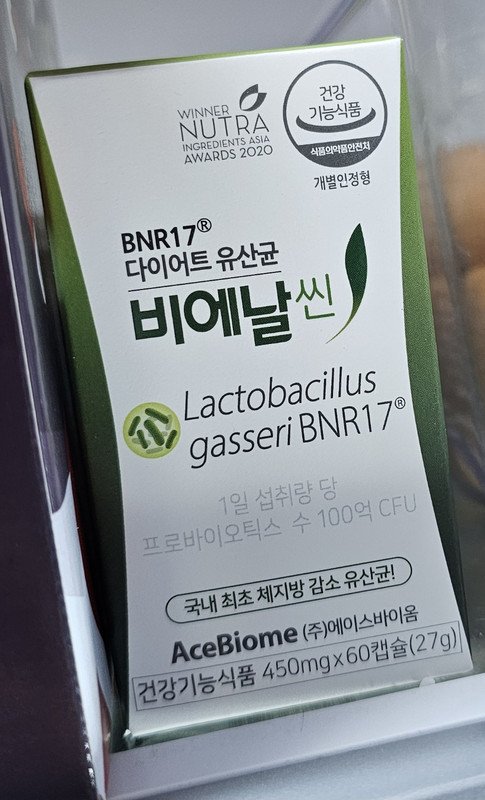 WINNER
NUTRA
INGREDIENTS ASIA
AWARDS 2020
건강
기능식품
식품의약품안전처
개별인정형
BNR17®
다이어트 유산균
비에날씬
Lactobacillus
gasseri BNR17®
1일 섭취량 당
프로바이오틱스 수 100억 CFU
국내 최초 체지방 감소 유산균!
AceBiome (주)에이스바이옴
건강기능식품 450mg x 60캡슐(27g)